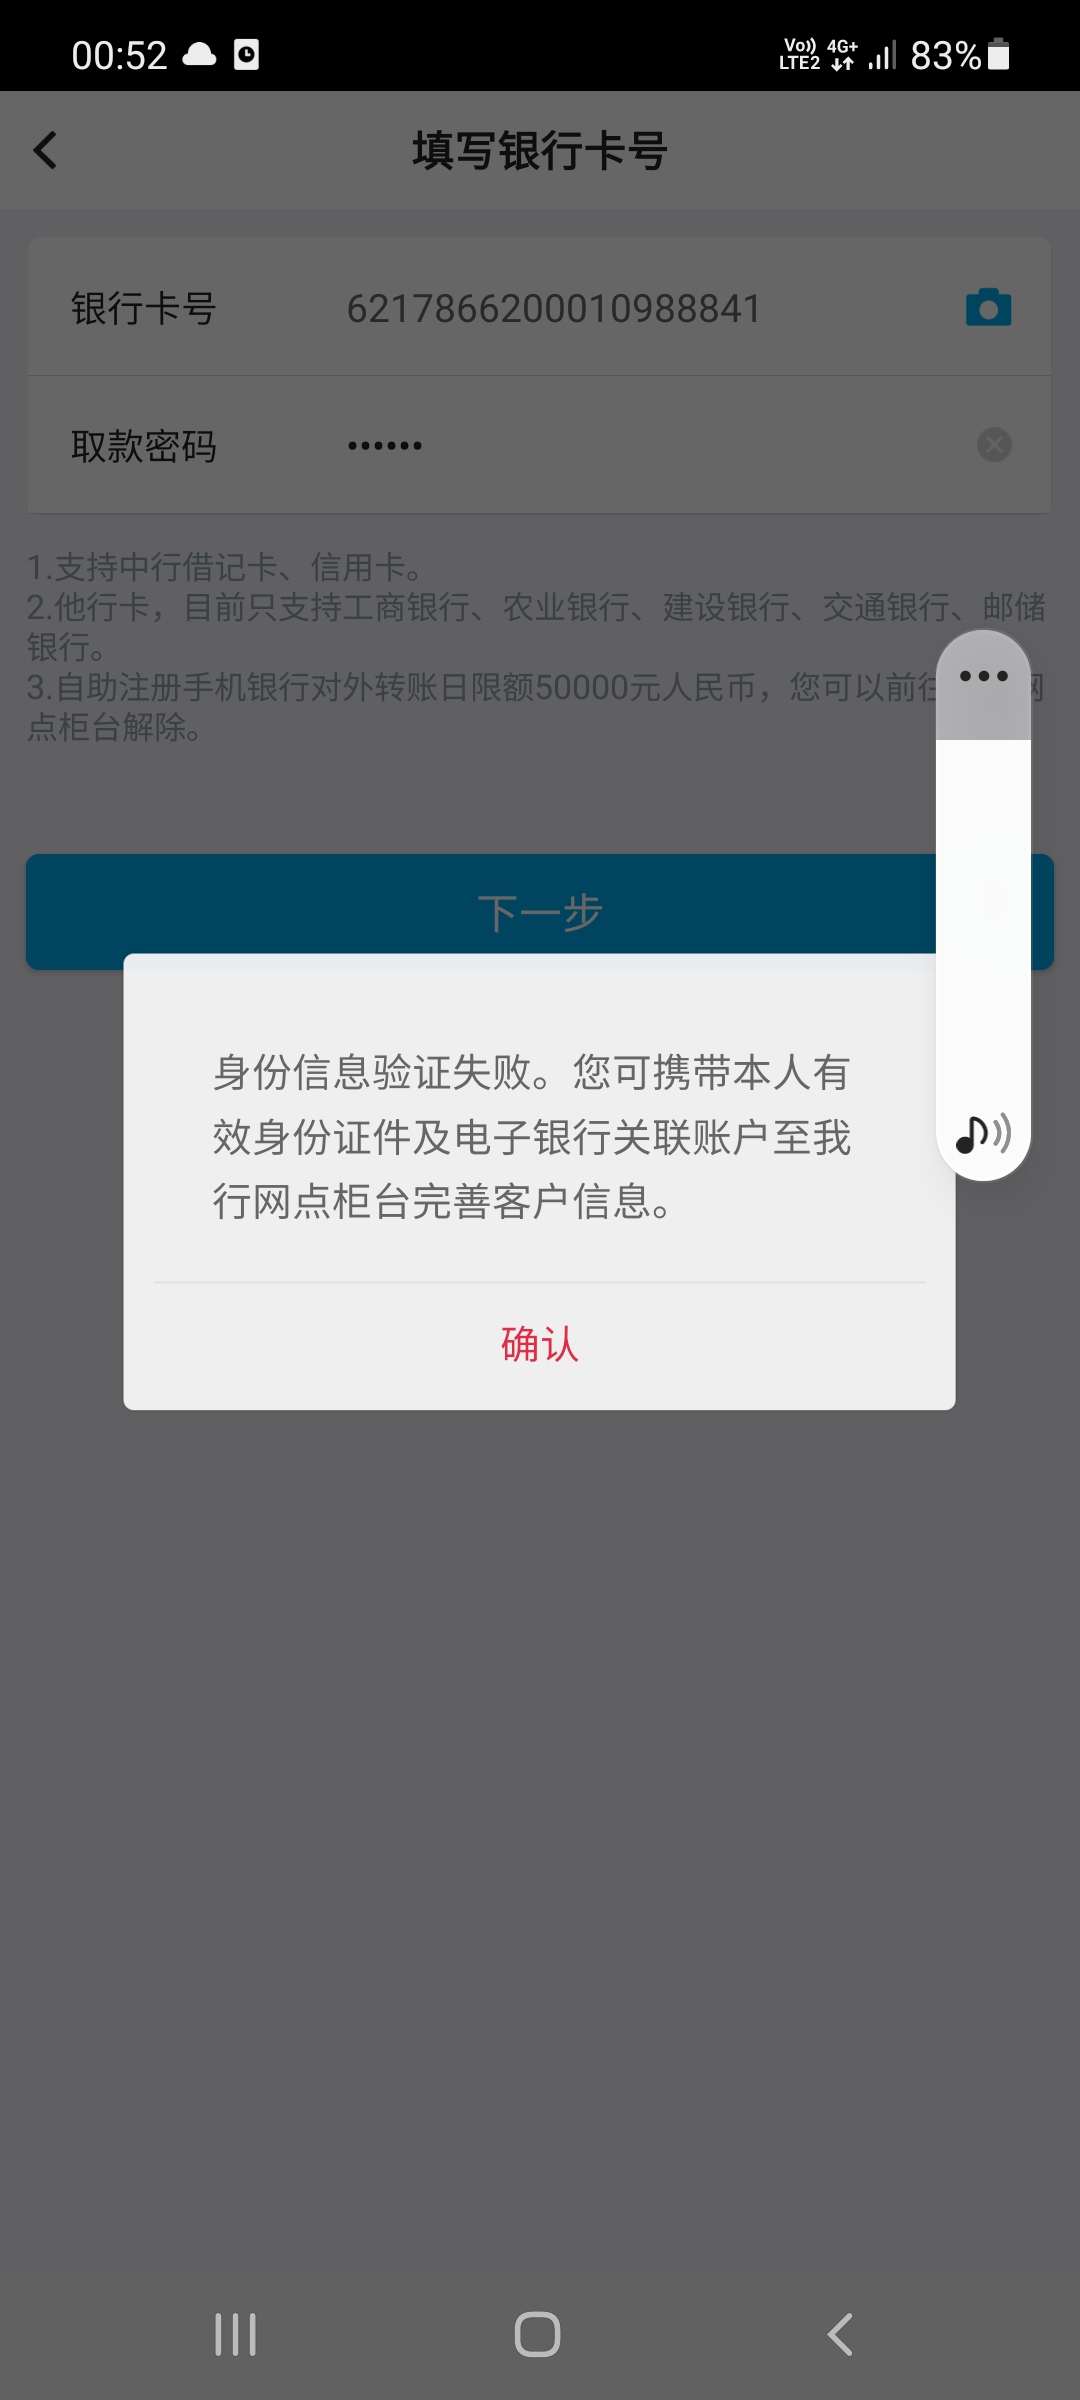 00:52
Vo)) LTE2 4G+ 83%
填写银行卡号
银行卡号 6217866200010988841
取款密码 ••••••
1.支持中行借记卡、信用卡。
2.他行卡，目前只支持工商银行、农业银行、建设银行、交通银行、邮储
银行。
3.自助注册手机银行对外转账日限额50000元人民币，您可以前往 网
点柜台解除。
下一步
身份信息验证失败。您可携带本人有
效身份证件及电子银行关联账户至我
行网点柜台完善客户信息。
确认